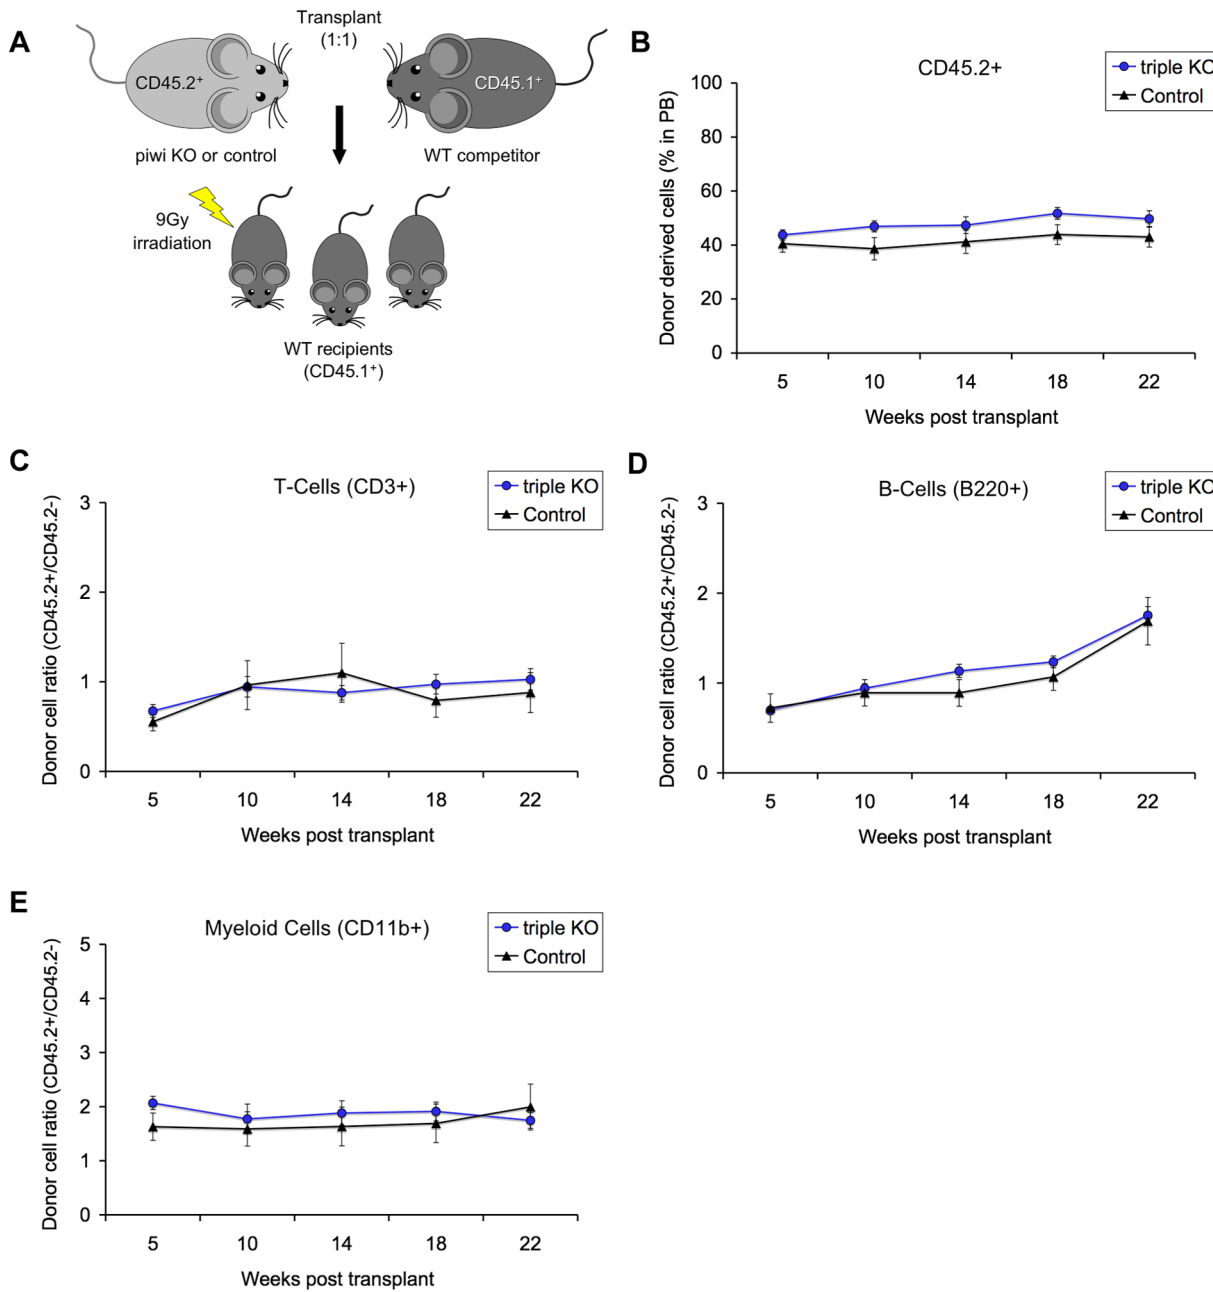 A
Transplant
(1:1)
CD45.2+
CD45.1+
piwi KO or control
WT competitor
9Gy
irradiation
WT recipients
(CD45.1+)
B
CD45.2+
triple KO
Control
Donor derived cells (% in PB)
100
80
60
40
20
0
5 10 14 18 22
Weeks post transplant
C
T-Cells (CD3+)
triple KO
Control
Donor cell ratio (CD45.2+/CD45.2-)
3
2
1
0
5 10 14 18 22
Weeks post transplant
D
B-Cells (B220+)
triple KO
Control
Donor cell ratio (CD45.2+/CD45.2-)
3
2
1
0
5 10 14 18 22
Weeks post transplant
E
Myeloid Cells (CD11b+)
triple KO
Control
Donor cell ratio (CD45.2+/CD45.2-)
5
4
3
2
1
0
5 10 14 18 22
Weeks post transplant